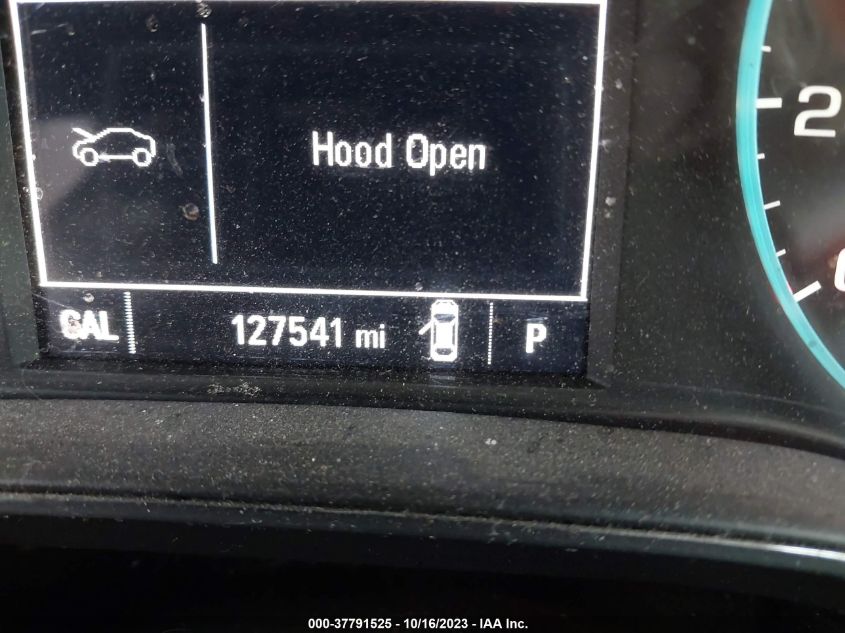 Hood Open
CAL 127541 mi P
2
000-37791525 / 10/16/2023 - IAA Inc.